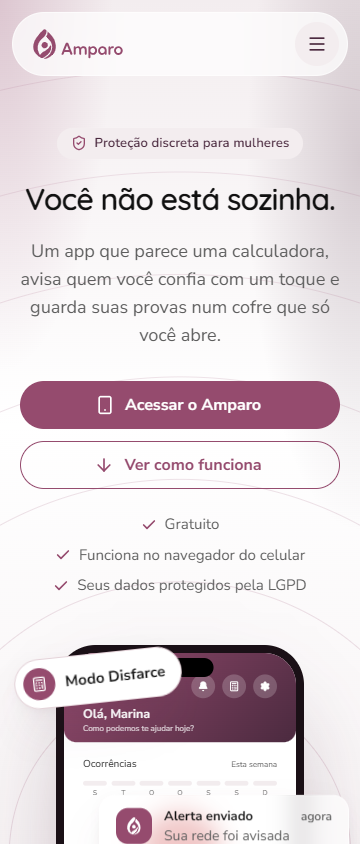 Amparo
Proteção discreta para mulheres
Você não está sozinha.
Um app que parece uma calculadora,
avisa quem você confia com um toque e
guarda suas provas num cofre que só
você abre.
Acessar o Amparo
Ver como funciona
Gratuito
Funciona no navegador do celular
Seus dados protegidos pela LGPD
Modo Disfarce
Olá, Marina
Como podemos te ajudar hoje?
Ocorrências Esta semana
S T Q Q S S D
Alerta enviado agora
Sua rede foi avisada